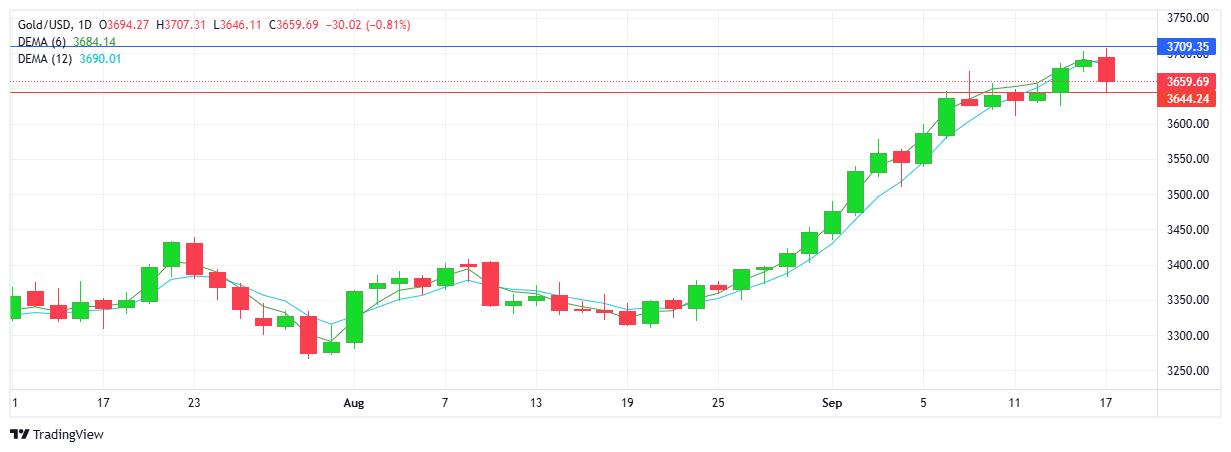 Gold/USD, 1D O3694.27 H3707.31 L3646.11 C3659.69 −30.02 (−0.81%)
DEMA (6) 3684.14
DEMA (12) 3690.01
3750.00
3709.35
3700.00
3659.69
3644.24
3600.00
3550.00
3500.00
3450.00
3400.00
3350.00
3300.00
3250.00
1 17 23 Aug 7 13 19 25 Sep 5 11 17
TradingView